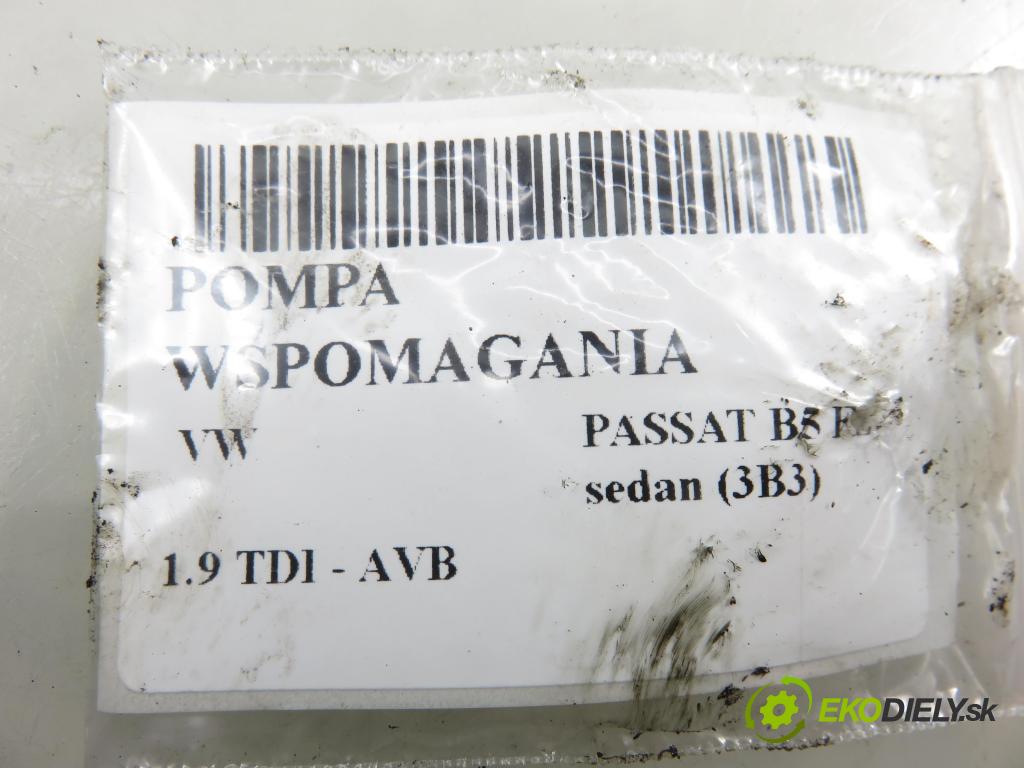 POMPA
WSPOMAGANIA
VW
PASSAT B5
sedan (3B3)
1.9 TDI - AVB
EKODIELY.sk